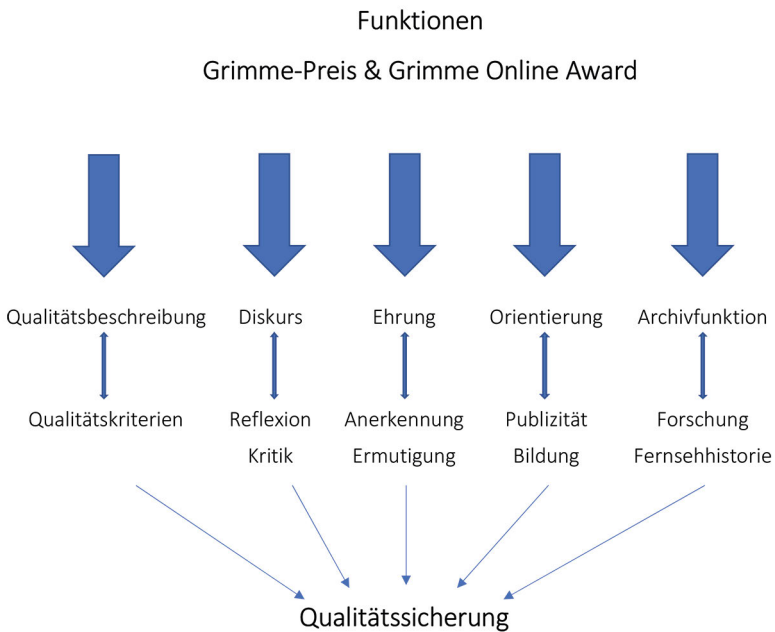 Funktionen
Grimme-Preis & Grimme Online Award
Qualitätsbeschreibung Diskurs Ehrung Orientierung Archivfunktion
Qualitätskriterien Reflexion Anerkennung Publizität Forschung
Kritik Ermutigung Bildung Fernsehhistorie
Qualitätssicherung